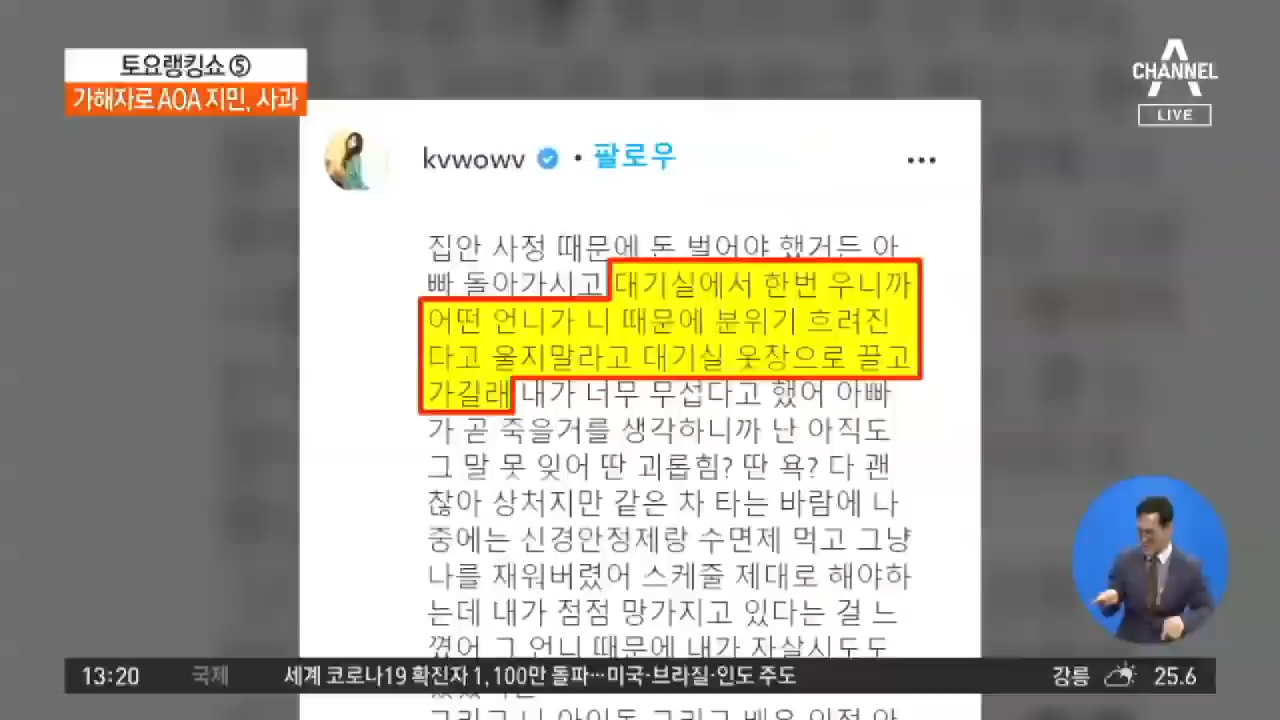 토요랭킹쇼 ⑤
가해자로 AOA 지민, 사과
CHANNEL
LIVE
kvwowv • 팔로우
집안 사정 때문에 돈 벌어야 했거든 아
빠 돌아가시고 대기실에서 한번 우니까
어떤 언니가 니 때문에 분위기 흐려진
다고 울지말라고 대기실 옷장으로 끌고
가길래 내가 너무 무섭다고 했어 아빠
가 곧 죽을거를 생각하니까 난 아직도
그 말 못 잊어 딴 괴롭힘? 딴 욕? 다 괜
찮아 상처지만 같은 차 타는 바람에 나
중에는 신경안정제랑 수면제 먹고 그냥
나를 재워버렸어 스케줄 제대로 해야하
는데 내가 점점 망가지고 있다는 걸 느
꼈어 그 언니 때문에 내가 자살시도도
13:20 국제 세계 코로나19 확진자 1,100만 돌파…미국·브라질·인도 주도 강릉 25.6